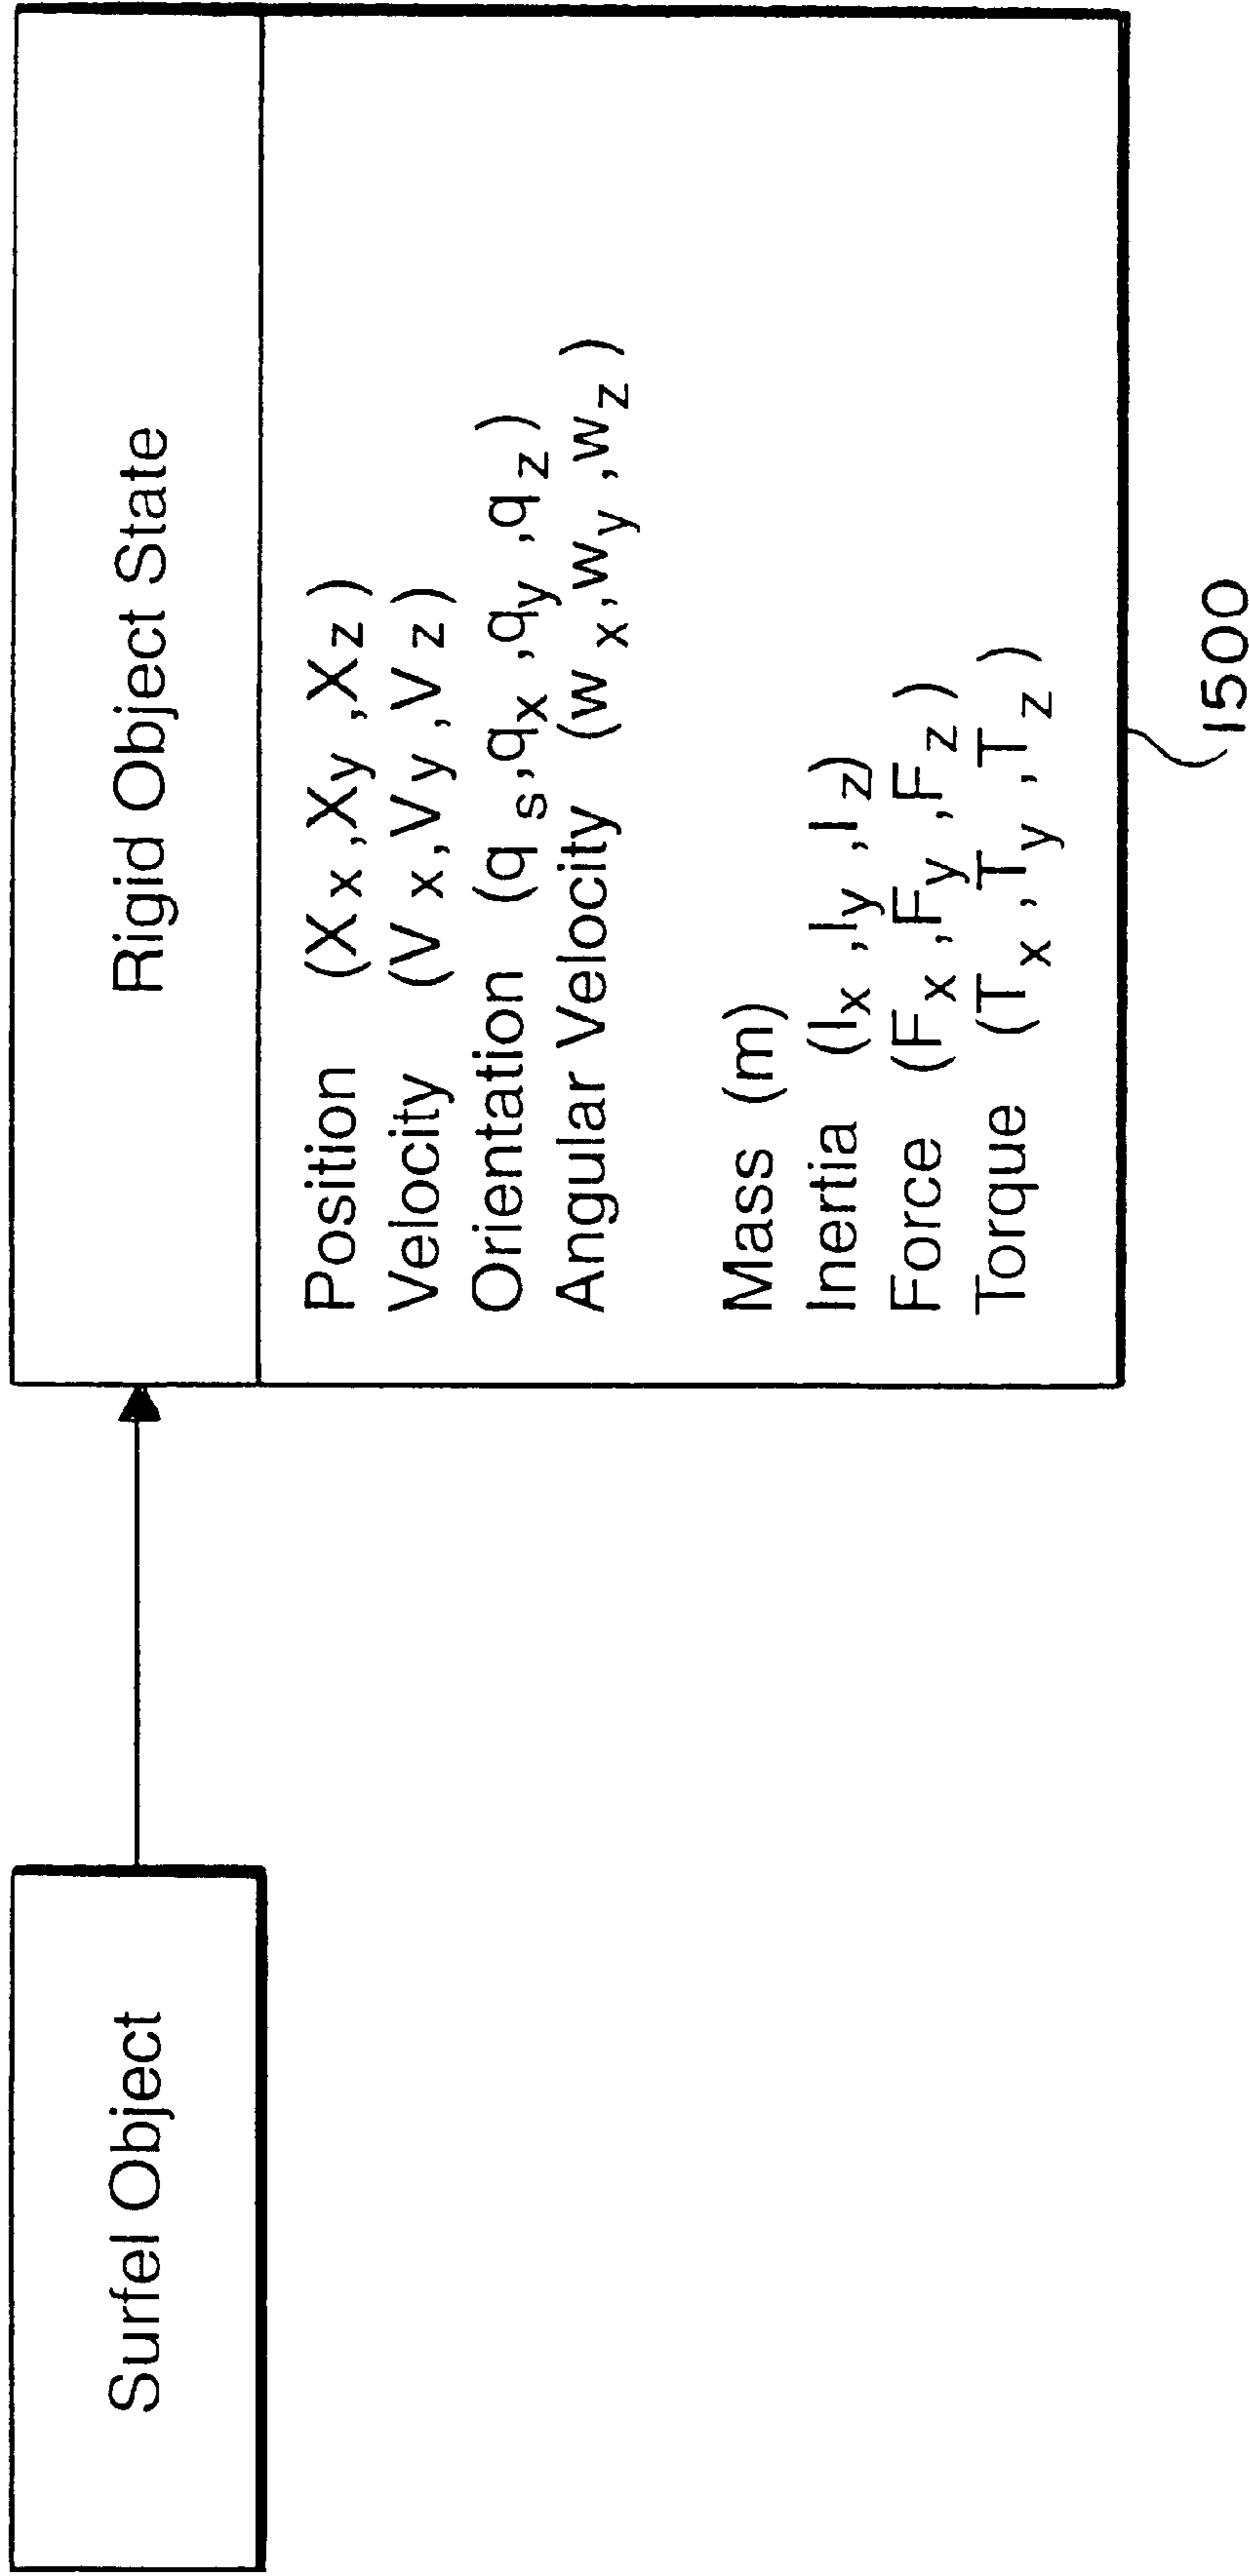 Surfel Object
Rigid Object State
Position (Xx,Xy,Xz)
Velocity (Vx,Vy,Vz)
Orientation (qs,qx,qy,qz)
Angular Velocity (wx,wy,wz)
Mass (m)
Inertia (Ix,Iy,Iz)
Force (Fx,Fy,Fz)
Torque (Tx,Ty,Tz)
1500